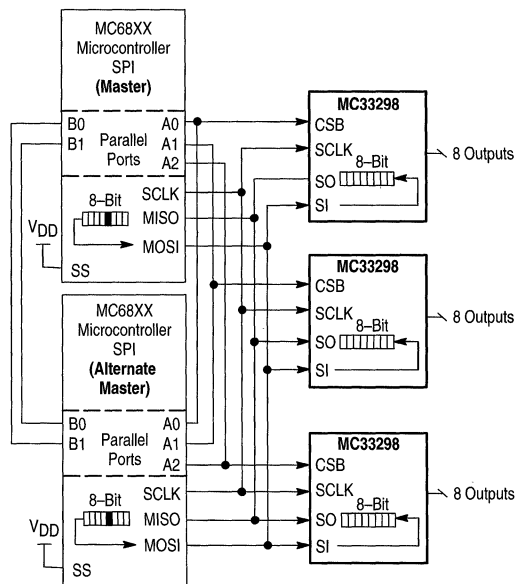 MC68XX
Microcontroller
SPI
(Master)
B0
B1
Parallel
Ports
A0
A1
A2
8–Bit
SCLK
MISO
MOSI
VDD
SS
MC68XX
Microcontroller
SPI
(Alternate
Master)
B0
B1
Parallel
Ports
A0
A1
A2
8–Bit
SCLK
MISO
MOSI
VDD
SS
MC33298
CSB
SCLK
8–Bit
SO
SI
8 Outputs
MC33298
CSB
SCLK
8–Bit
SO
SI
8 Outputs
MC33298
CSB
SCLK
8–Bit
SO
SI
8 Outputs